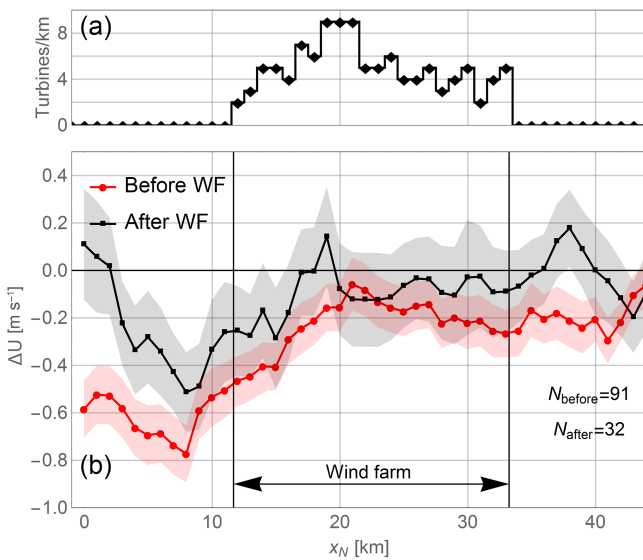 (a)
Turbines/km
8
4
0
Before WF
After WF
0.4
0.2
0.0
−0.2
−0.4
−0.6
−0.8
−1.0
ΔU [m s⁻¹]
N_before=91
N_after=32
(b)
Wind farm
0 10 20 30 40
x_N [km]